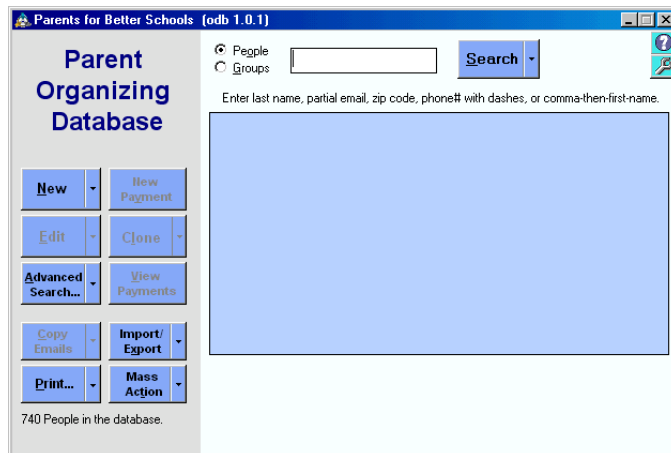 Parents for Better Schools (odb 1.0.1)
Parent
Organizing
Database
People
Groups
Search
?
Enter last name, partial email, zip code, phone# with dashes, or comma-then-first-name.
New
New
Payment
Edit
Clone
Advanced
Search...
View
Payments
Copy
Emails
Import/
Export
Print...
Mass
Action
740 People in the database.